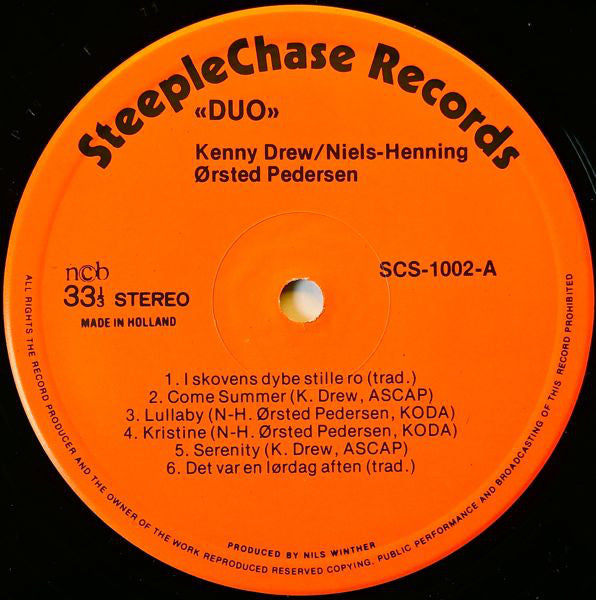 SteepleChase Records
«DUO»
Kenny Drew/Niels-Henning
Ørsted Pedersen
ncb
SCS-1002-A
33⅓ STEREO
MADE IN HOLLAND
1. I skovens dybe stille ro (trad.)
2. Come Summer (K. Drew, ASCAP)
3. Lullaby (N-H. Ørsted Pedersen, KODA)
4. Kristine (N-H. Ørsted Pedersen, KODA)
5. Serenity (K. Drew, ASCAP)
6. Det var en lørdag aften (trad.)
PRODUCED BY NILS WINTHER
ALL RIGHTS THE RECORD PRODUCER AND THE OWNER OF THE WORK REPRODUCED RESERVED COPYING, PUBLIC PERFORMANCE AND BROADCASTING OF THIS RECORD PROHIBITED